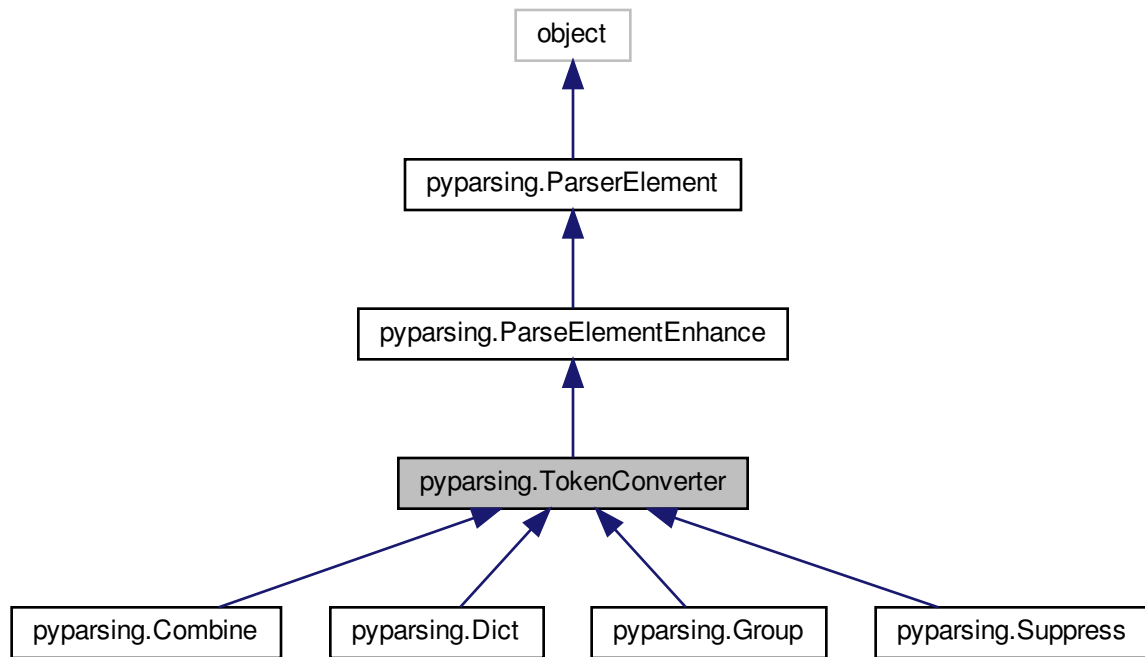 object
pyparsing.ParserElement
pyparsing.ParseElementEnhance
pyparsing.TokenConverter
pyparsing.Combine
pyparsing.Dict
pyparsing.Group
pyparsing.Suppress